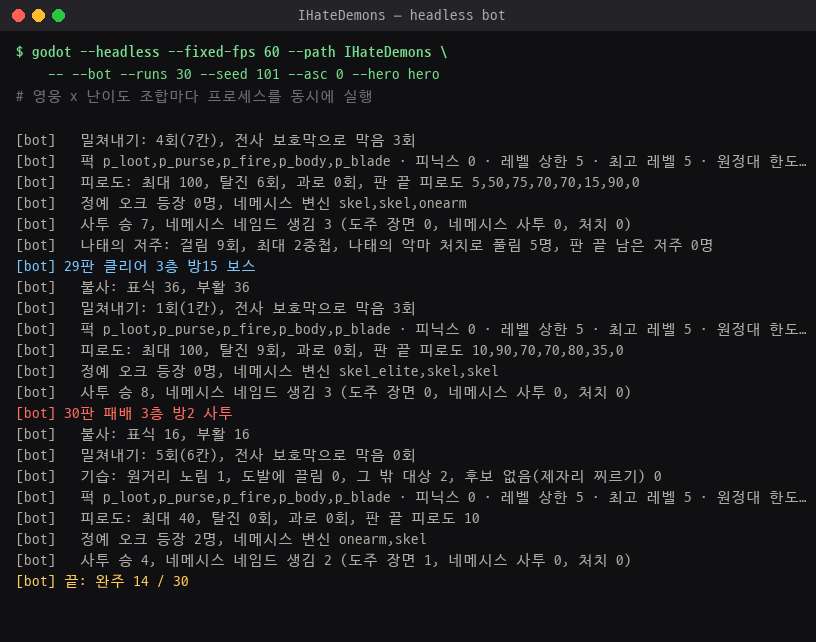 IHateDemons — headless bot
$ godot --headless --fixed-fps 60 --path IHateDemons \
-- --bot --runs 30 --seed 101 --asc 0 --hero hero
# 영웅 x 난이도 조합마다 프로세스를 동시에 실행
[bot] 밀쳐내기: 4회(7칸), 전사 보호막으로 막음 3회
[bot] 퍽 p_loot,p_purse,p_fire,p_body,p_blade · 피닉스 0 · 레벨 상한 5 · 최고 레벨 5 · 원정대 한도…
[bot] 피로도: 최대 100, 탈진 6회, 과로 0회, 판 끝 피로도 5,50,75,70,70,15,90,0
[bot] 정예 오크 등장 0명, 네메시스 변신 skel,skel,onearm
[bot] 사투 승 7, 네메시스 네임드 생김 3 (도주 장면 0, 네메시스 사투 0, 처치 0)
[bot] 나태의 저주: 걸림 9회, 최대 2중첩, 나태의 악마 처치로 풀림 5명, 판 끝 남은 저주 0명
[bot] 29판 클리어 3층 방15 보스
[bot] 불사: 표식 36, 부활 36
[bot] 밀쳐내기: 1회(1칸), 전사 보호막으로 막음 3회
[bot] 퍽 p_loot,p_purse,p_fire,p_body,p_blade · 피닉스 0 · 레벨 상한 5 · 최고 레벨 5 · 원정대 한도…
[bot] 피로도: 최대 100, 탈진 9회, 과로 0회, 판 끝 피로도 10,90,70,70,80,35,0
[bot] 정예 오크 등장 0명, 네메시스 변신 skel_elite,skel,skel
[bot] 사투 승 8, 네메시스 네임드 생김 3 (도주 장면 0, 네메시스 사투 0, 처치 0)
[bot] 30판 패배 3층 방2 사투
[bot] 불사: 표식 16, 부활 16
[bot] 밀쳐내기: 5회(6칸), 전사 보호막으로 막음 0회
[bot] 기습: 원거리 노림 1, 도발에 끌림 0, 그 밖 대상 2, 후보 없음(제자리 찌르기) 0
[bot] 퍽 p_loot,p_purse,p_fire,p_body,p_blade · 피닉스 0 · 레벨 상한 5 · 최고 레벨 5 · 원정대 한도…
[bot] 피로도: 최대 40, 탈진 0회, 과로 0회, 판 끝 피로도 10
[bot] 정예 오크 등장 2명, 네메시스 변신 onearm,skel
[bot] 사투 승 4, 네메시스 네임드 생김 2 (도주 장면 1, 네메시스 사투 0, 처치 0)
[bot] 끝: 완주 14 / 30